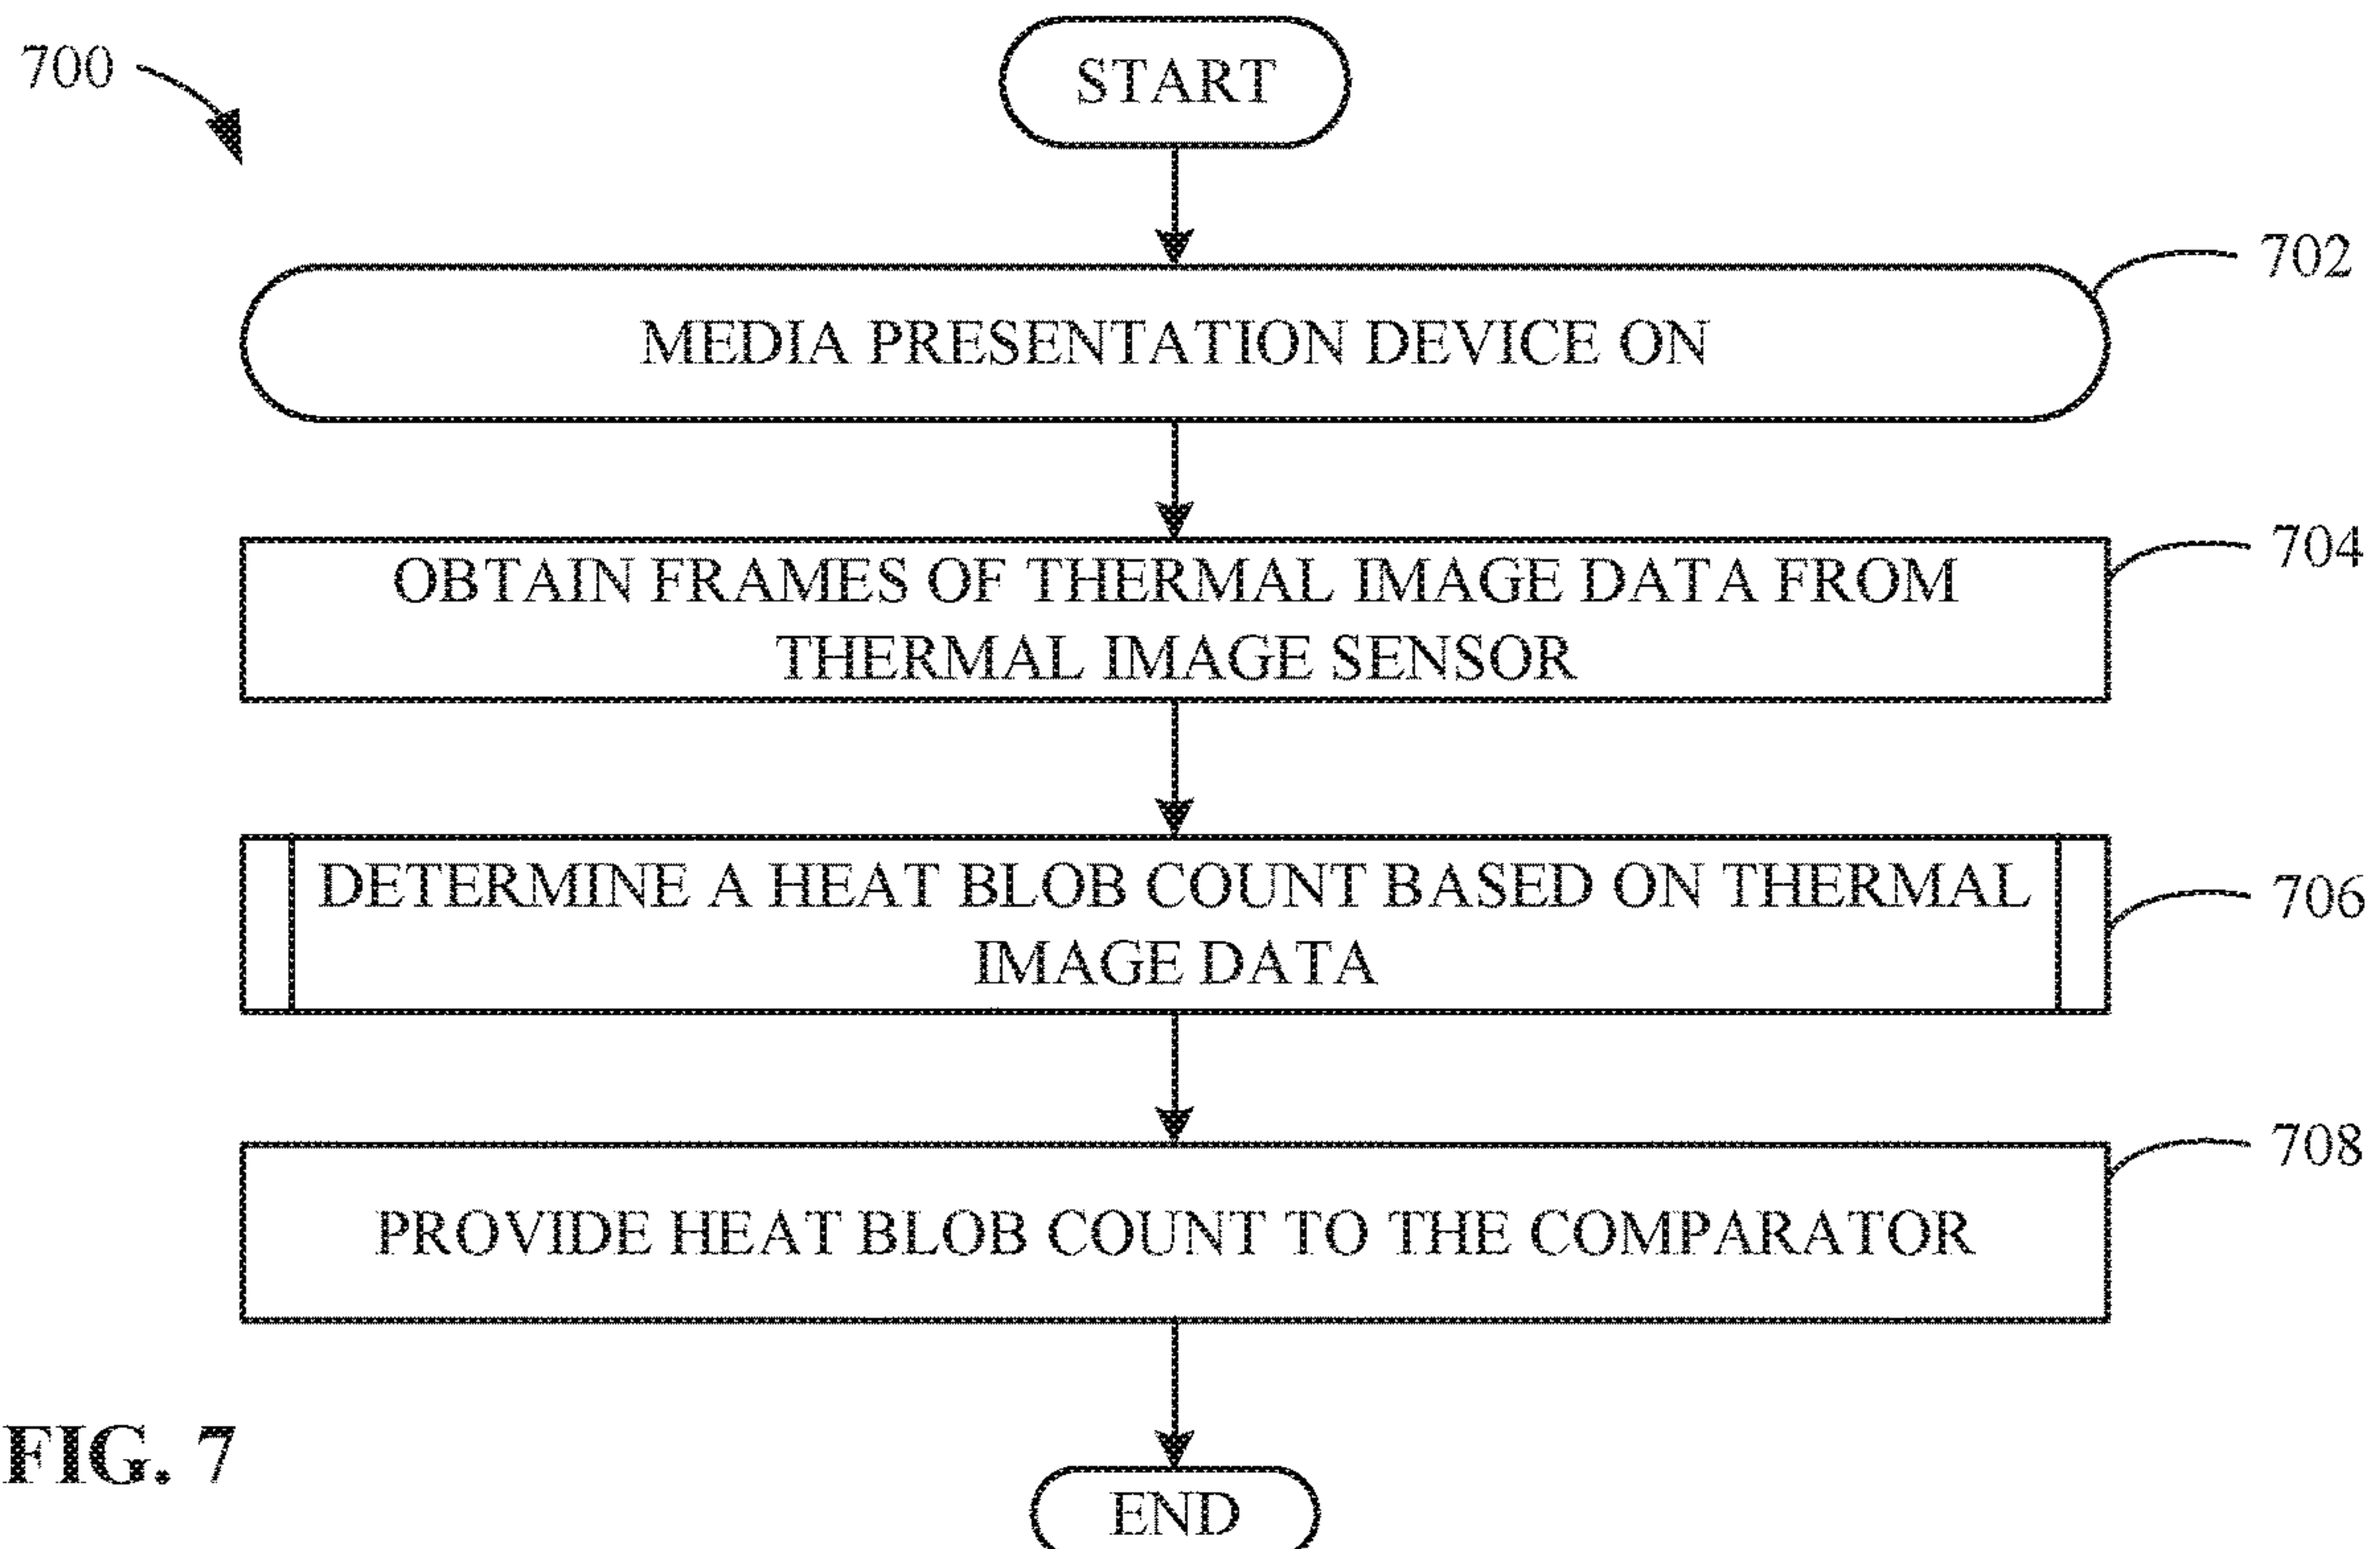 700
START
MEDIA PRESENTATION DEVICE ON
702
OBTAIN FRAMES OF THERMAL IMAGE DATA FROM
THERMAL IMAGE SENSOR
704
DETERMINE A HEAT BLOB COUNT BASED ON THERMAL
IMAGE DATA
706
PROVIDE HEAT BLOB COUNT TO THE COMPARATOR
708
FIG. 7
END